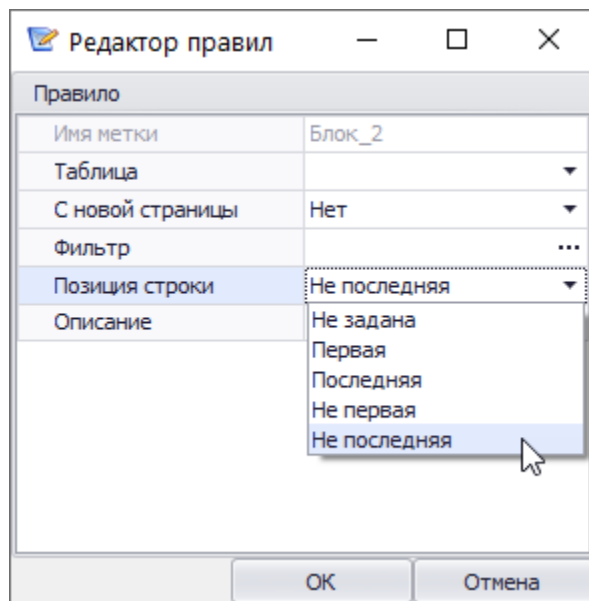 Редактор правил
Правило
Имя метки Блок_2
Таблица
С новой страницы Нет
Фильтр ...
Позиция строки Не последняя
Описание
Не задана
Первая
Последняя
Не первая
Не последняя
ОК Отмена